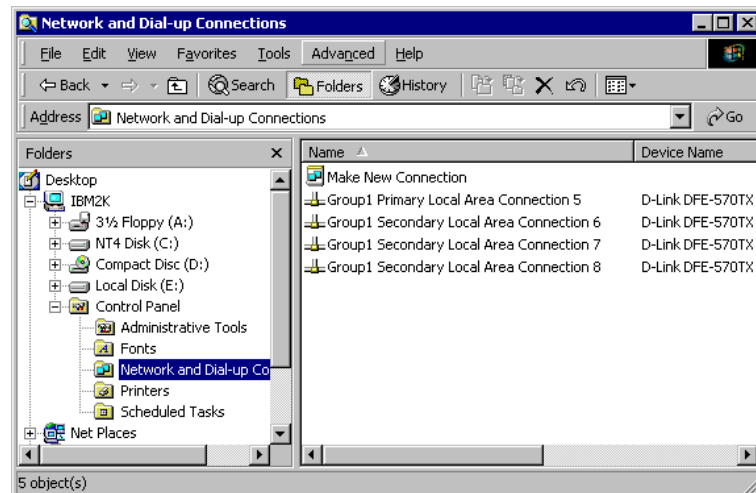 Network and Dial-up Connections
File Edit View Favorites Tools Advanced Help
Back Search Folders History
Address Network and Dial-up Connections Go
Folders
Desktop
IBM2K
3½ Floppy (A:)
NT4 Disk (C:)
Compact Disc (D:)
Local Disk (E:)
Control Panel
Administrative Tools
Fonts
Network and Dial-up Co
Printers
Scheduled Tasks
Net Places
Name Device Name
Make New Connection
Group1 Primary Local Area Connection 5 D-Link DFE-570TX
Group1 Secondary Local Area Connection 6 D-Link DFE-570TX
Group1 Secondary Local Area Connection 7 D-Link DFE-570TX
Group1 Secondary Local Area Connection 8 D-Link DFE-570TX
5 object(s)